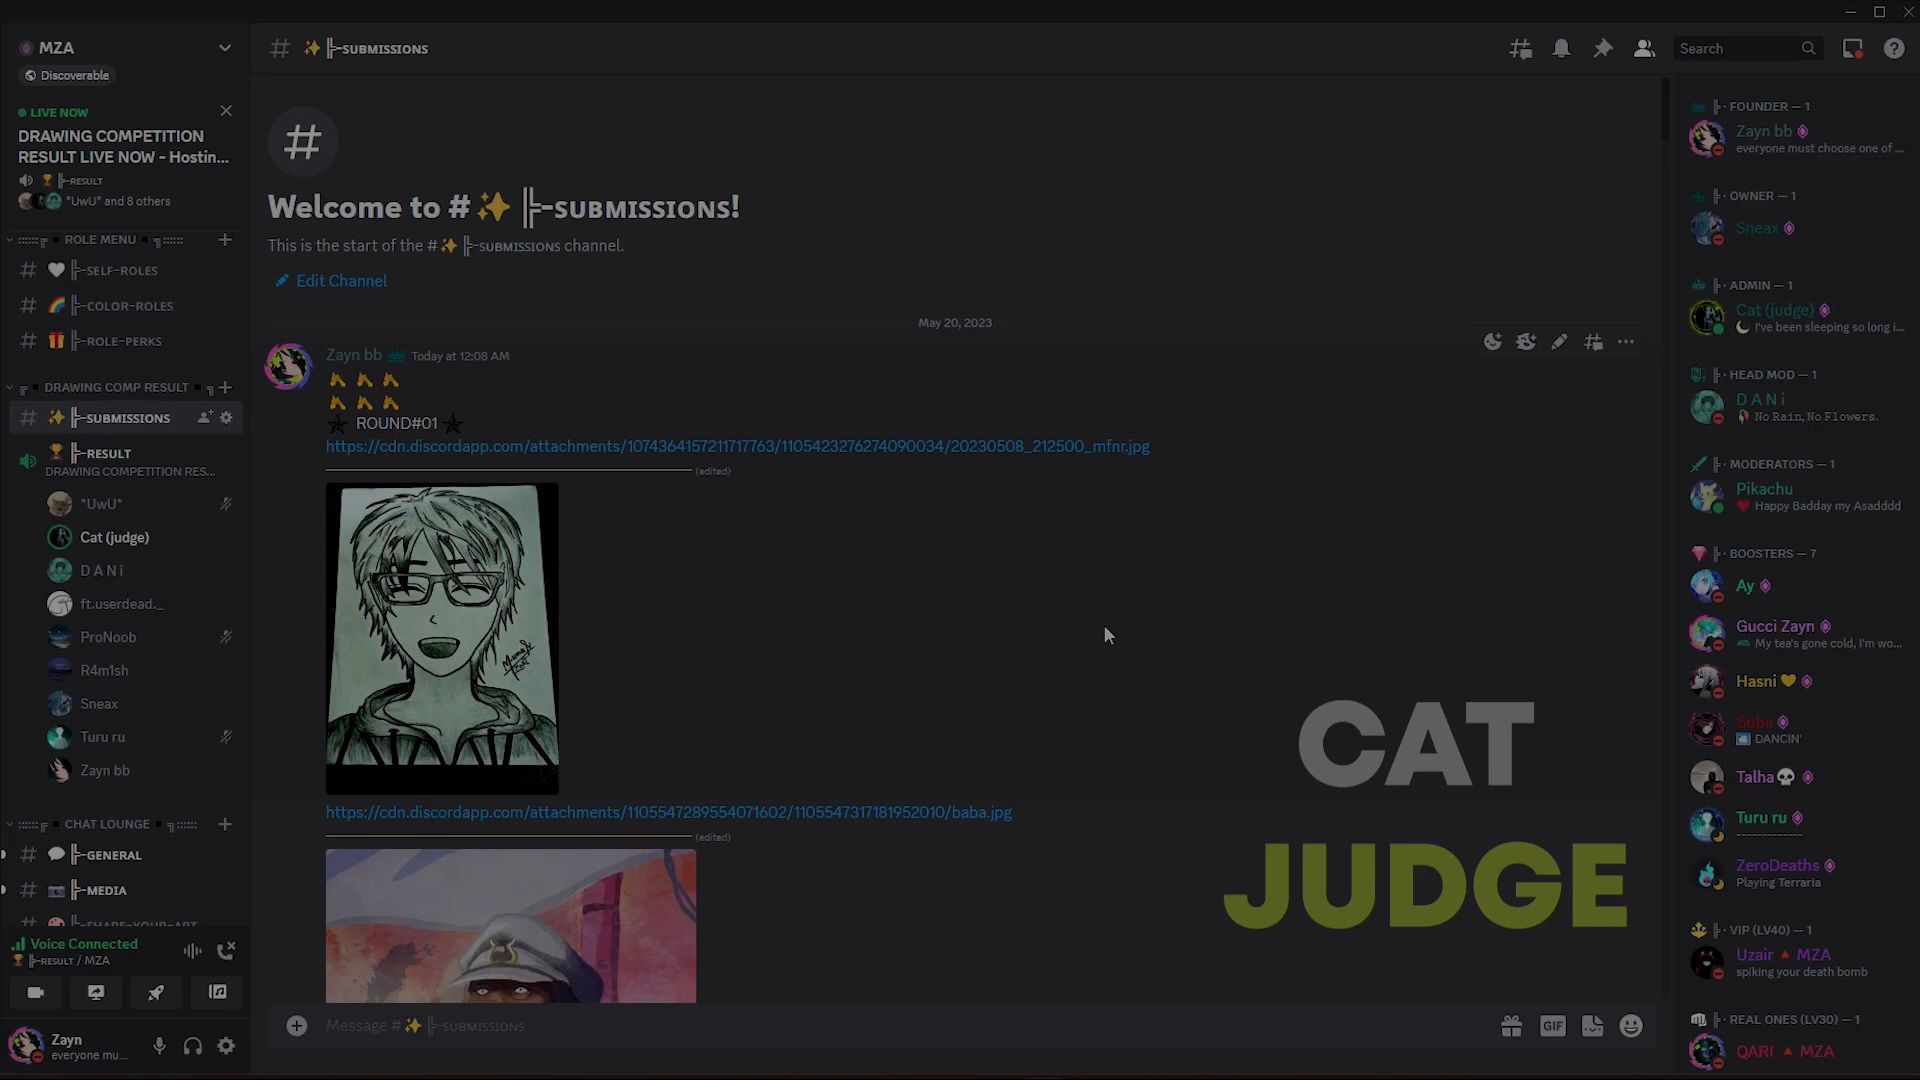 MZA
Discoverable
LIVE NOW
DRAWING COMPETITION
RESULT LIVE NOW - Hostin...
╠-RESULT
*UwU* and 8 others
ROLE MENU
╠-SELF-ROLES
╠-COLOR-ROLES
╠-ROLE-PERKS
DRAWING COMP RESULT
╠-SUBMISSIONS
╠-RESULT
DRAWING COMPETITION RES...
*UwU*
Cat (judge)
D A N i
ft.userdead._
ProNoob
R4m1sh
Sneax
Turu ru
Zayn bb
CHAT LOUNGE
╠-GENERAL
╠-MEDIA
╠-SHARE-YOUR-ART
Voice Connected
╠-RESULT / MZA
Zayn
everyone mu...
# ✨ ╠-SUBMISSIONS
Search
Welcome to #✨ ╠-SUBMISSIONS!
This is the start of the #✨ ╠-SUBMISSIONS channel.
Edit Channel
May 20, 2023
Zayn bb Today at 12:08 AM
ROUND#01
https://cdn.discordapp.com/attachments/1074364157211717763/1105423276274090034/20230508_212500_mfnr.jpg
(edited)
https://cdn.discordapp.com/attachments/1105547289554071602/1105547317181952010/baba.jpg
(edited)
CAT
JUDGE
Message #✨ ╠-SUBMISSIONS
GIF
╠· FOUNDER — 1
Zayn bb
everyone must choose one of ...
╠· OWNER — 1
Sneax
╠· ADMIN — 1
Cat (judge)
I've been sleeping so long i...
╠· HEAD MOD — 1
D A N i
No Rain, No Flowers.
╠· MODERATORS — 1
Pikachu
Happy Badday my Asadddd
╠· BOOSTERS — 7
Ay
Gucci Zayn
My tea's gone cold, I'm wo...
Hasni
Subu
DANCIN'
Talha
Turu ru
-------------
ZeroDeaths
Playing Terraria
╠· VIP (LV40) — 1
Uzair 🔺 MZA
spiking your death bomb
╠· REAL ONES (LV30) — 1
QARI 🔺 MZA